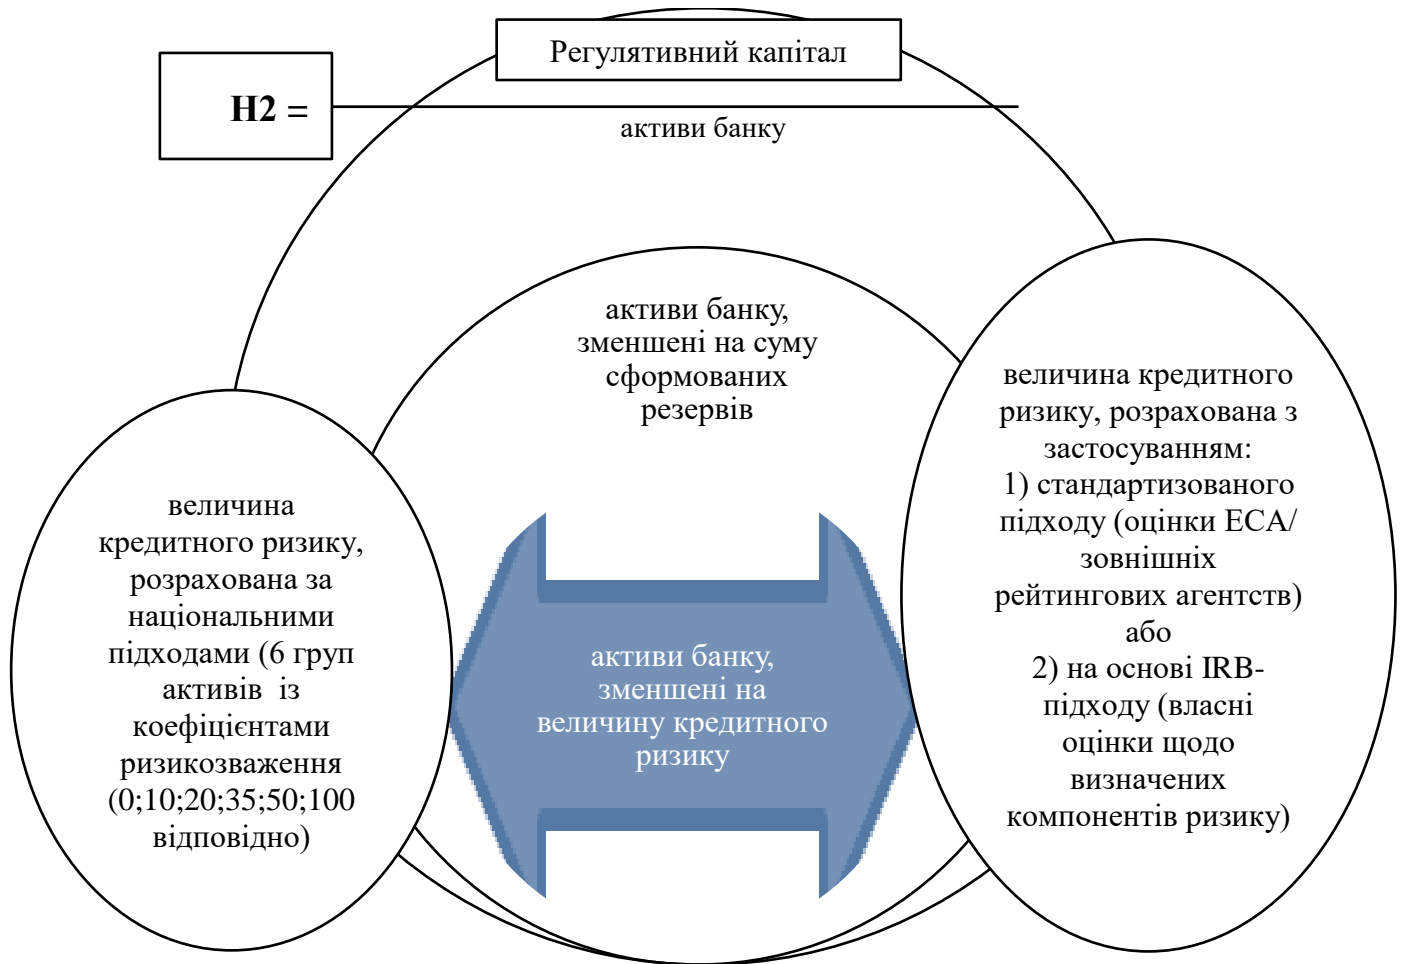 Регулятивний капітал
Н2 =
активи банку
активи банку,
зменшені на суму
сформованих
резервів
величина
кредитного ризику,
розрахована за
національними
підходами (6 груп
активів із
коефіцієнтами
ризикозваження
(0;10;20;35;50;100
відповідно)
активи банку,
зменшені на
величину кредитного
ризику
величина кредитного
ризику, розрахована з
застосуванням:
1) стандартизованого
підходу (оцінки ЕСА/
зовнішніх
рейтингових агентств)
або
2) на основі IRB-
підходу (власні
оцінки щодо
визначених
компонентів ризику)